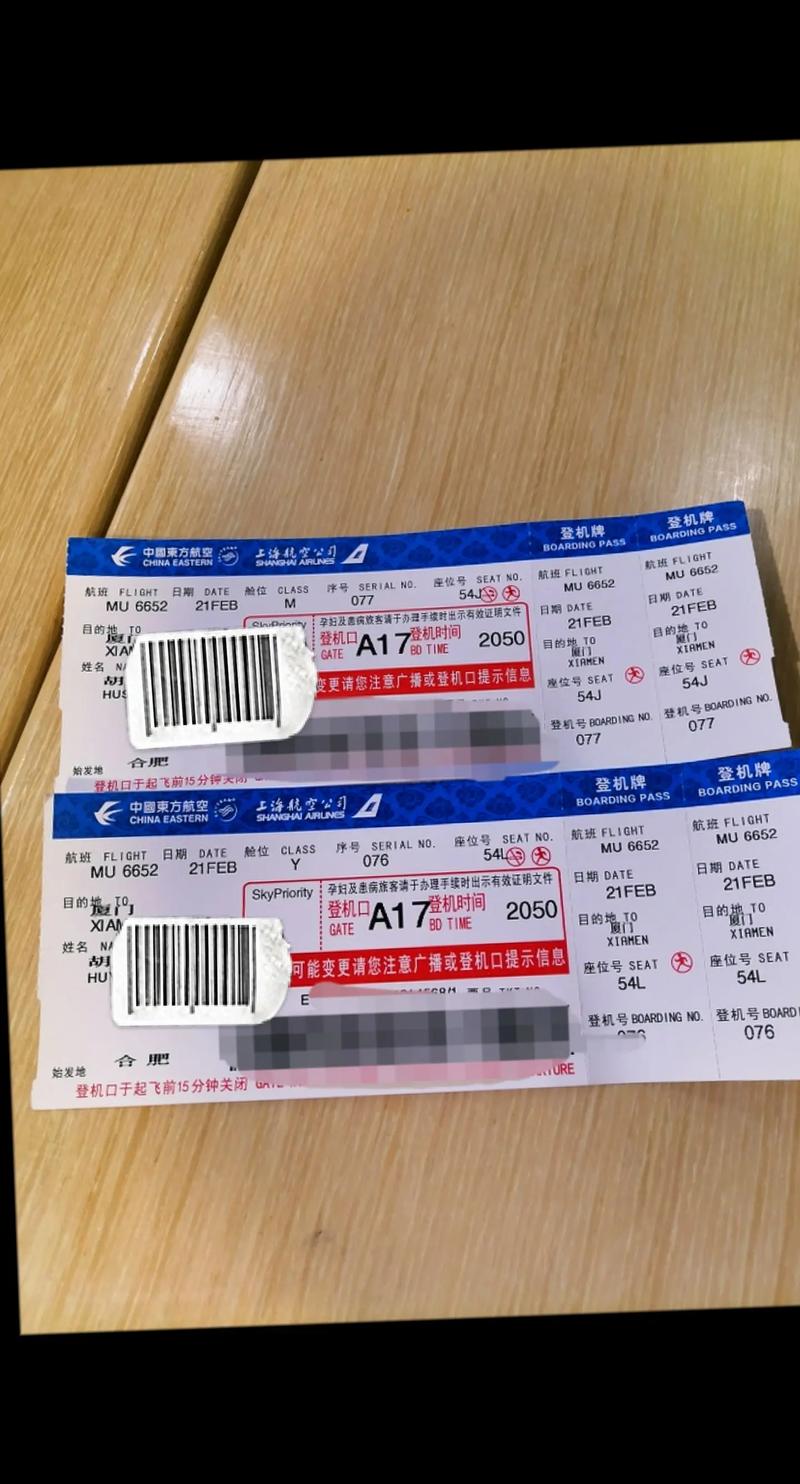 中國東方航空 CHINA EASTERN 上海航空公司 SHANGHAI AIRLINES 登机牌 BOARDING PASS 登机牌 BOARDING PASS
航班 FLIGHT 日期 DATE 舱位 CLASS 序号 SERIAL NO. 座位号 SEAT NO. 航班 FLIGHT 航班 FLIGHT
MU 6652 21FEB M 077 54J MU 6652 MU 6652
目的地 TO SkyPriority 孕妇及患病旅客请于办理手续时出示有效证明文件 日期 DATE 日期 DATE
厦门 登机口 A17 登机时间 2050 21FEB 21FEB
XIA GATE BD TIME 目的地 TO 目的地 TO
姓名 厦门 厦门
胡 变更请您注意广播或登机口提示信息 XIAMEN XIAMEN
HUS 座位号 SEAT 座位号 SEAT
54J 54J
登机号 BOARDING NO. 登机号 BOARDING NO.
始发地 合肥 077 077
登机口于起飞前15分钟关闭
中國東方航空 CHINA EASTERN 上海航空公司 SHANGHAI AIRLINES 登机牌 BOARDING PASS 登机牌 BOARDING PASS
航班 FLIGHT 日期 DATE 舱位 CLASS 序号 SERIAL NO. 座位号 SEAT NO. 航班 FLIGHT 航班 FLIGHT
MU 6652 21FEB Y 076 54L MU 6652 MU 6652
目的地 TO SkyPriority 孕妇及患病旅客请于办理手续时出示有效证明文件 日期 DATE 日期 DATE
厦门 登机口 A17 登机时间 2050 21FEB 21FEB
XIA GATE BD TIME 目的地 TO 目的地 TO
姓名 厦门 厦门
胡 可能变更请您注意广播或登机口提示信息 XIAMEN XIAMEN
HU 座位号 SEAT 座位号 SEAT
54L 54L
登机号 BOARDING NO. 登机号 BOARDI
始发地 合肥 076 076
登机口于起飞前15分钟关闭 GATE